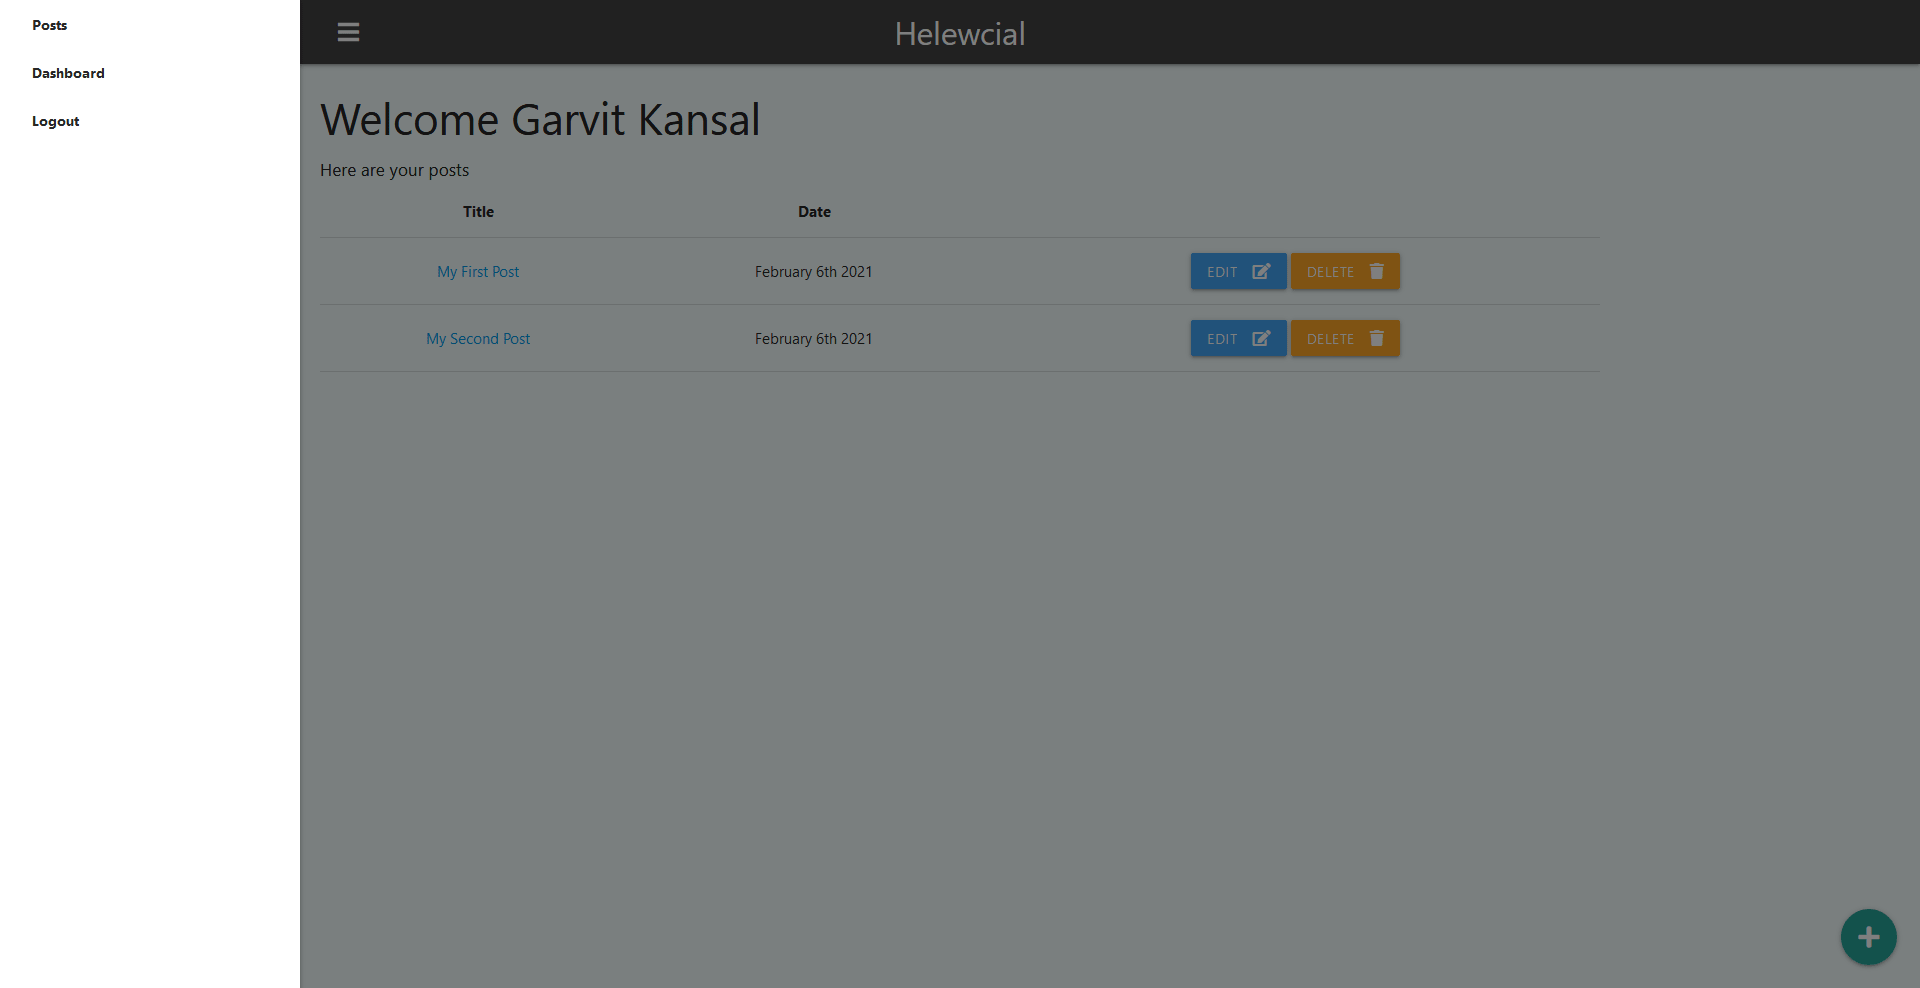 Posts
Dashboard
Logout
Helewcial
Welcome Garvit Kansal
Here are your posts
Title Date
My First Post February 6th 2021 EDIT DELETE
My Second Post February 6th 2021 EDIT DELETE